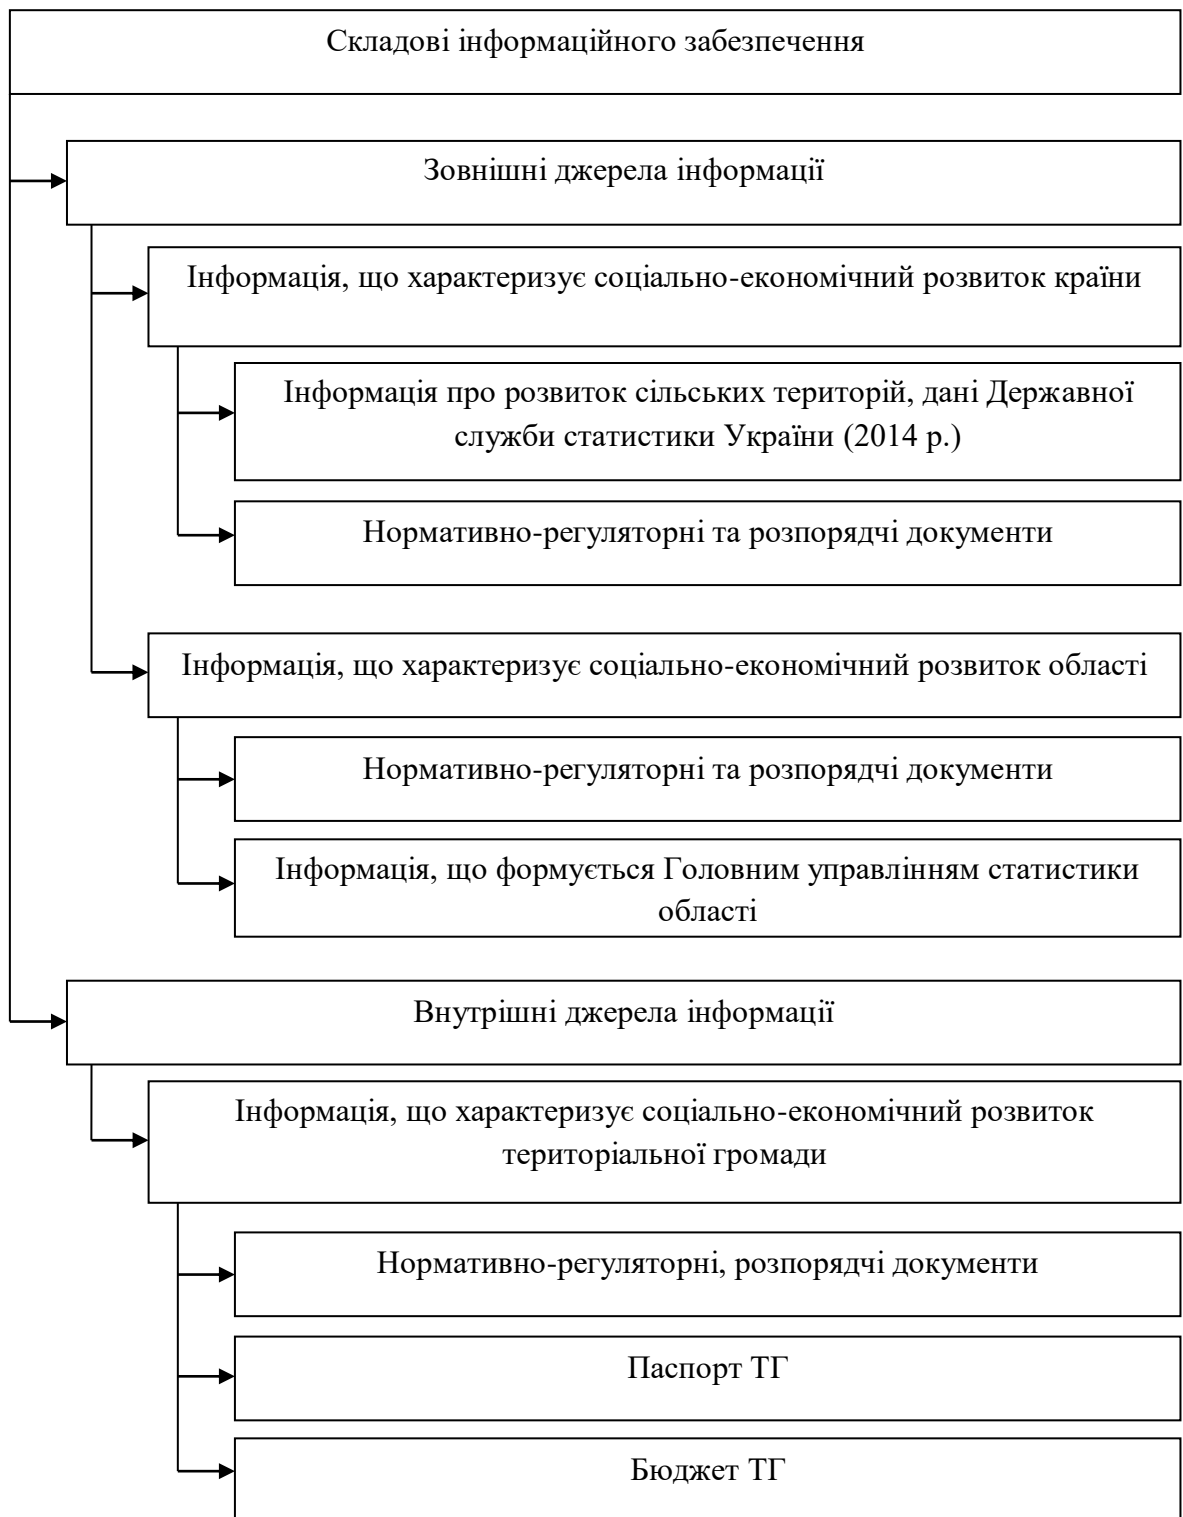 Складові інформаційного забезпечення
Зовнішні джерела інформації
Інформація, що характеризує соціально-економічний розвиток країни
Інформація про розвиток сільських територій, дані Державної
служби статистики України (2014 р.)
Нормативно-регуляторні та розпорядчі документи
Інформація, що характеризує соціально-економічний розвиток області
Нормативно-регуляторні та розпорядчі документи
Інформація, що формується Головним управлінням статистики
області
Внутрішні джерела інформації
Інформація, що характеризує соціально-економічний розвиток
територіальної громади
Нормативно-регуляторні, розпорядчі документи
Паспорт ТГ
Бюджет ТГ